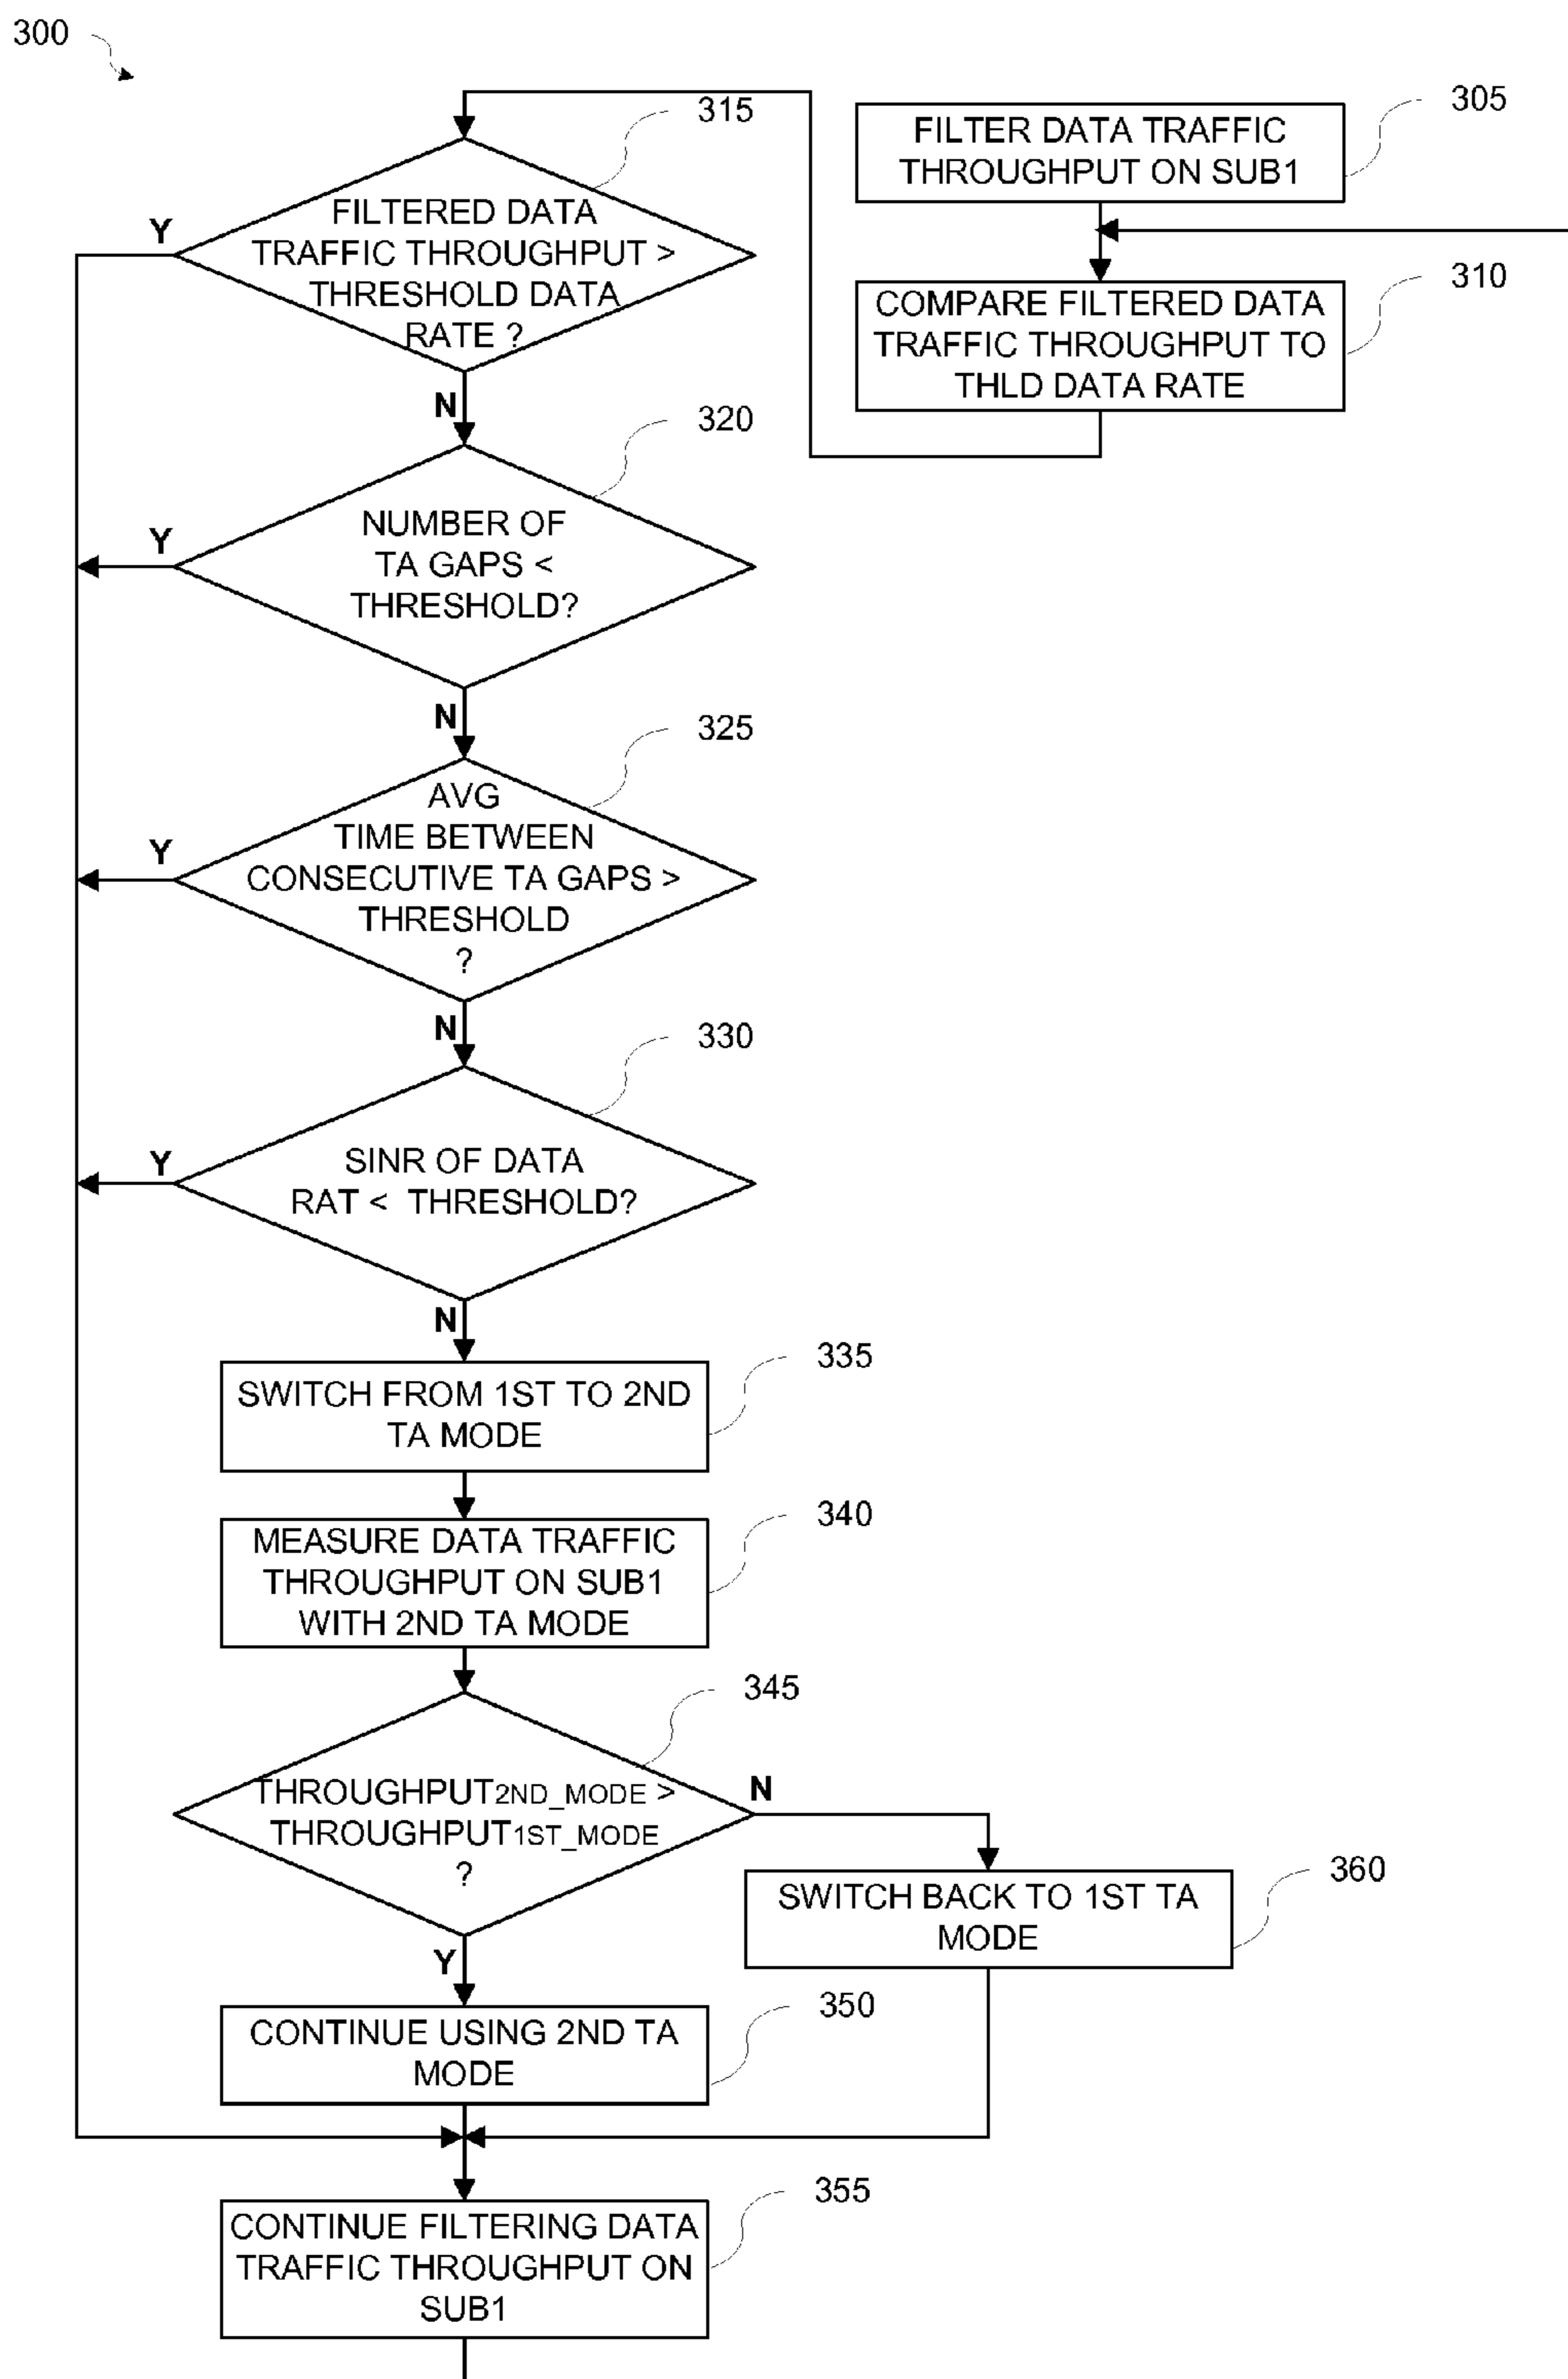 300
305
FILTER DATA TRAFFIC
THROUGHPUT ON SUB1
310
COMPARE FILTERED DATA
TRAFFIC THROUGHPUT TO
THLD DATA RATE
315
FILTERED DATA
TRAFFIC THROUGHPUT >
THRESHOLD DATA
RATE ?
Y
N
320
NUMBER OF
TA GAPS <
THRESHOLD?
Y
N
325
AVG
TIME BETWEEN
CONSECUTIVE TA GAPS >
THRESHOLD
?
Y
N
330
SINR OF DATA
RAT < THRESHOLD?
Y
N
335
SWITCH FROM 1ST TO 2ND
TA MODE
340
MEASURE DATA TRAFFIC
THROUGHPUT ON SUB1
WITH 2ND TA MODE
345
THROUGHPUT2ND_MODE >
THROUGHPUT1ST_MODE
?
N
Y
360
SWITCH BACK TO 1ST TA
MODE
350
CONTINUE USING 2ND TA
MODE
355
CONTINUE FILTERING DATA
TRAFFIC THROUGHPUT ON
SUB1